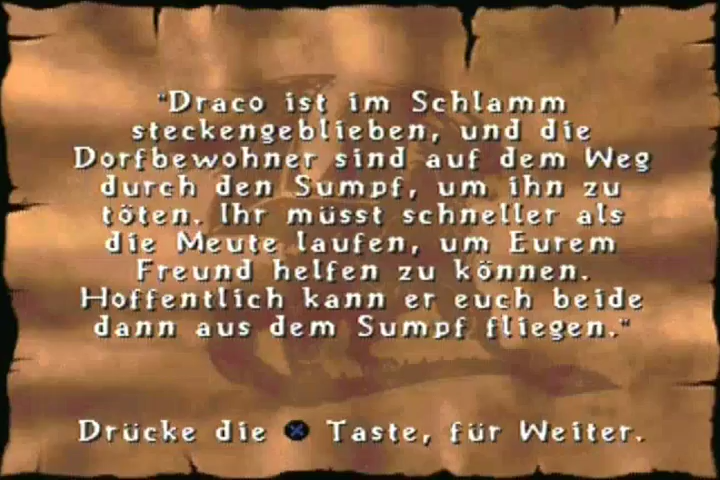 "Draco ist im Schlamm
steckengeblieben, und die
Dorfbewohner sind auf dem Weg
durch den Sumpf, um ihn zu
töten. Ihr müsst schneller als
die Meute laufen, um Eurem
Freund helfen zu können.
Hoffentlich kann er euch beide
dann aus dem Sumpf fliegen."
Drücke die ✕ Taste, für Weiter.